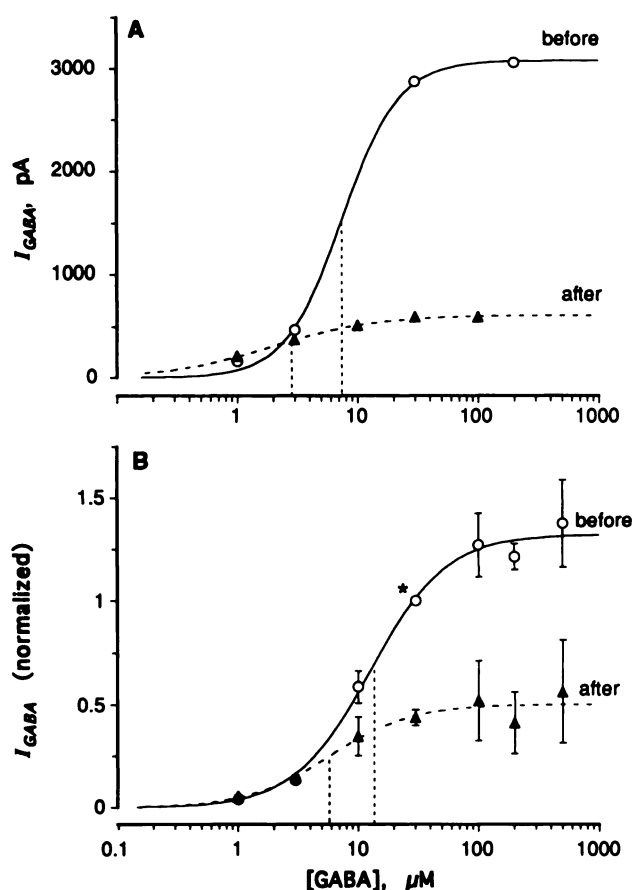 A
before
3000
2000
1000
0
I_GABA, pA
after
1
10
100
1000
B
before
1.5
1
0.5
0
I_GABA (normalized)
*
after
0.1
1
10
100
1000
[GABA], µM